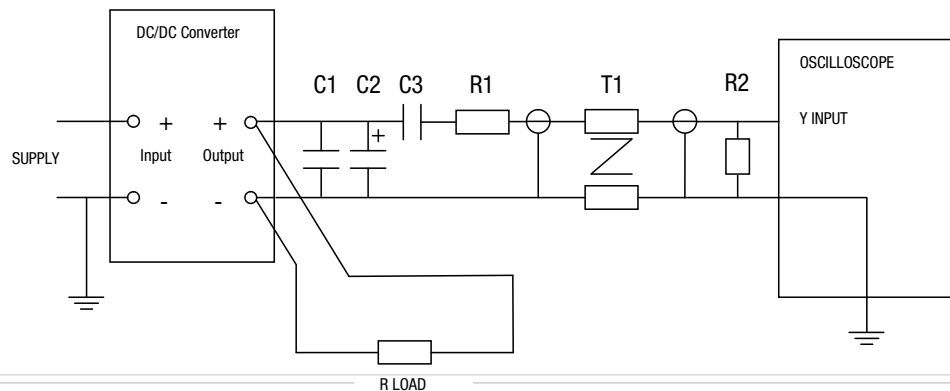 DC/DC Converter
C1 C2 C3 R1 T1 R2
OSCILLOSCOPE
Y INPUT
+ + +
SUPPLY
Input Output
- -
R LOAD